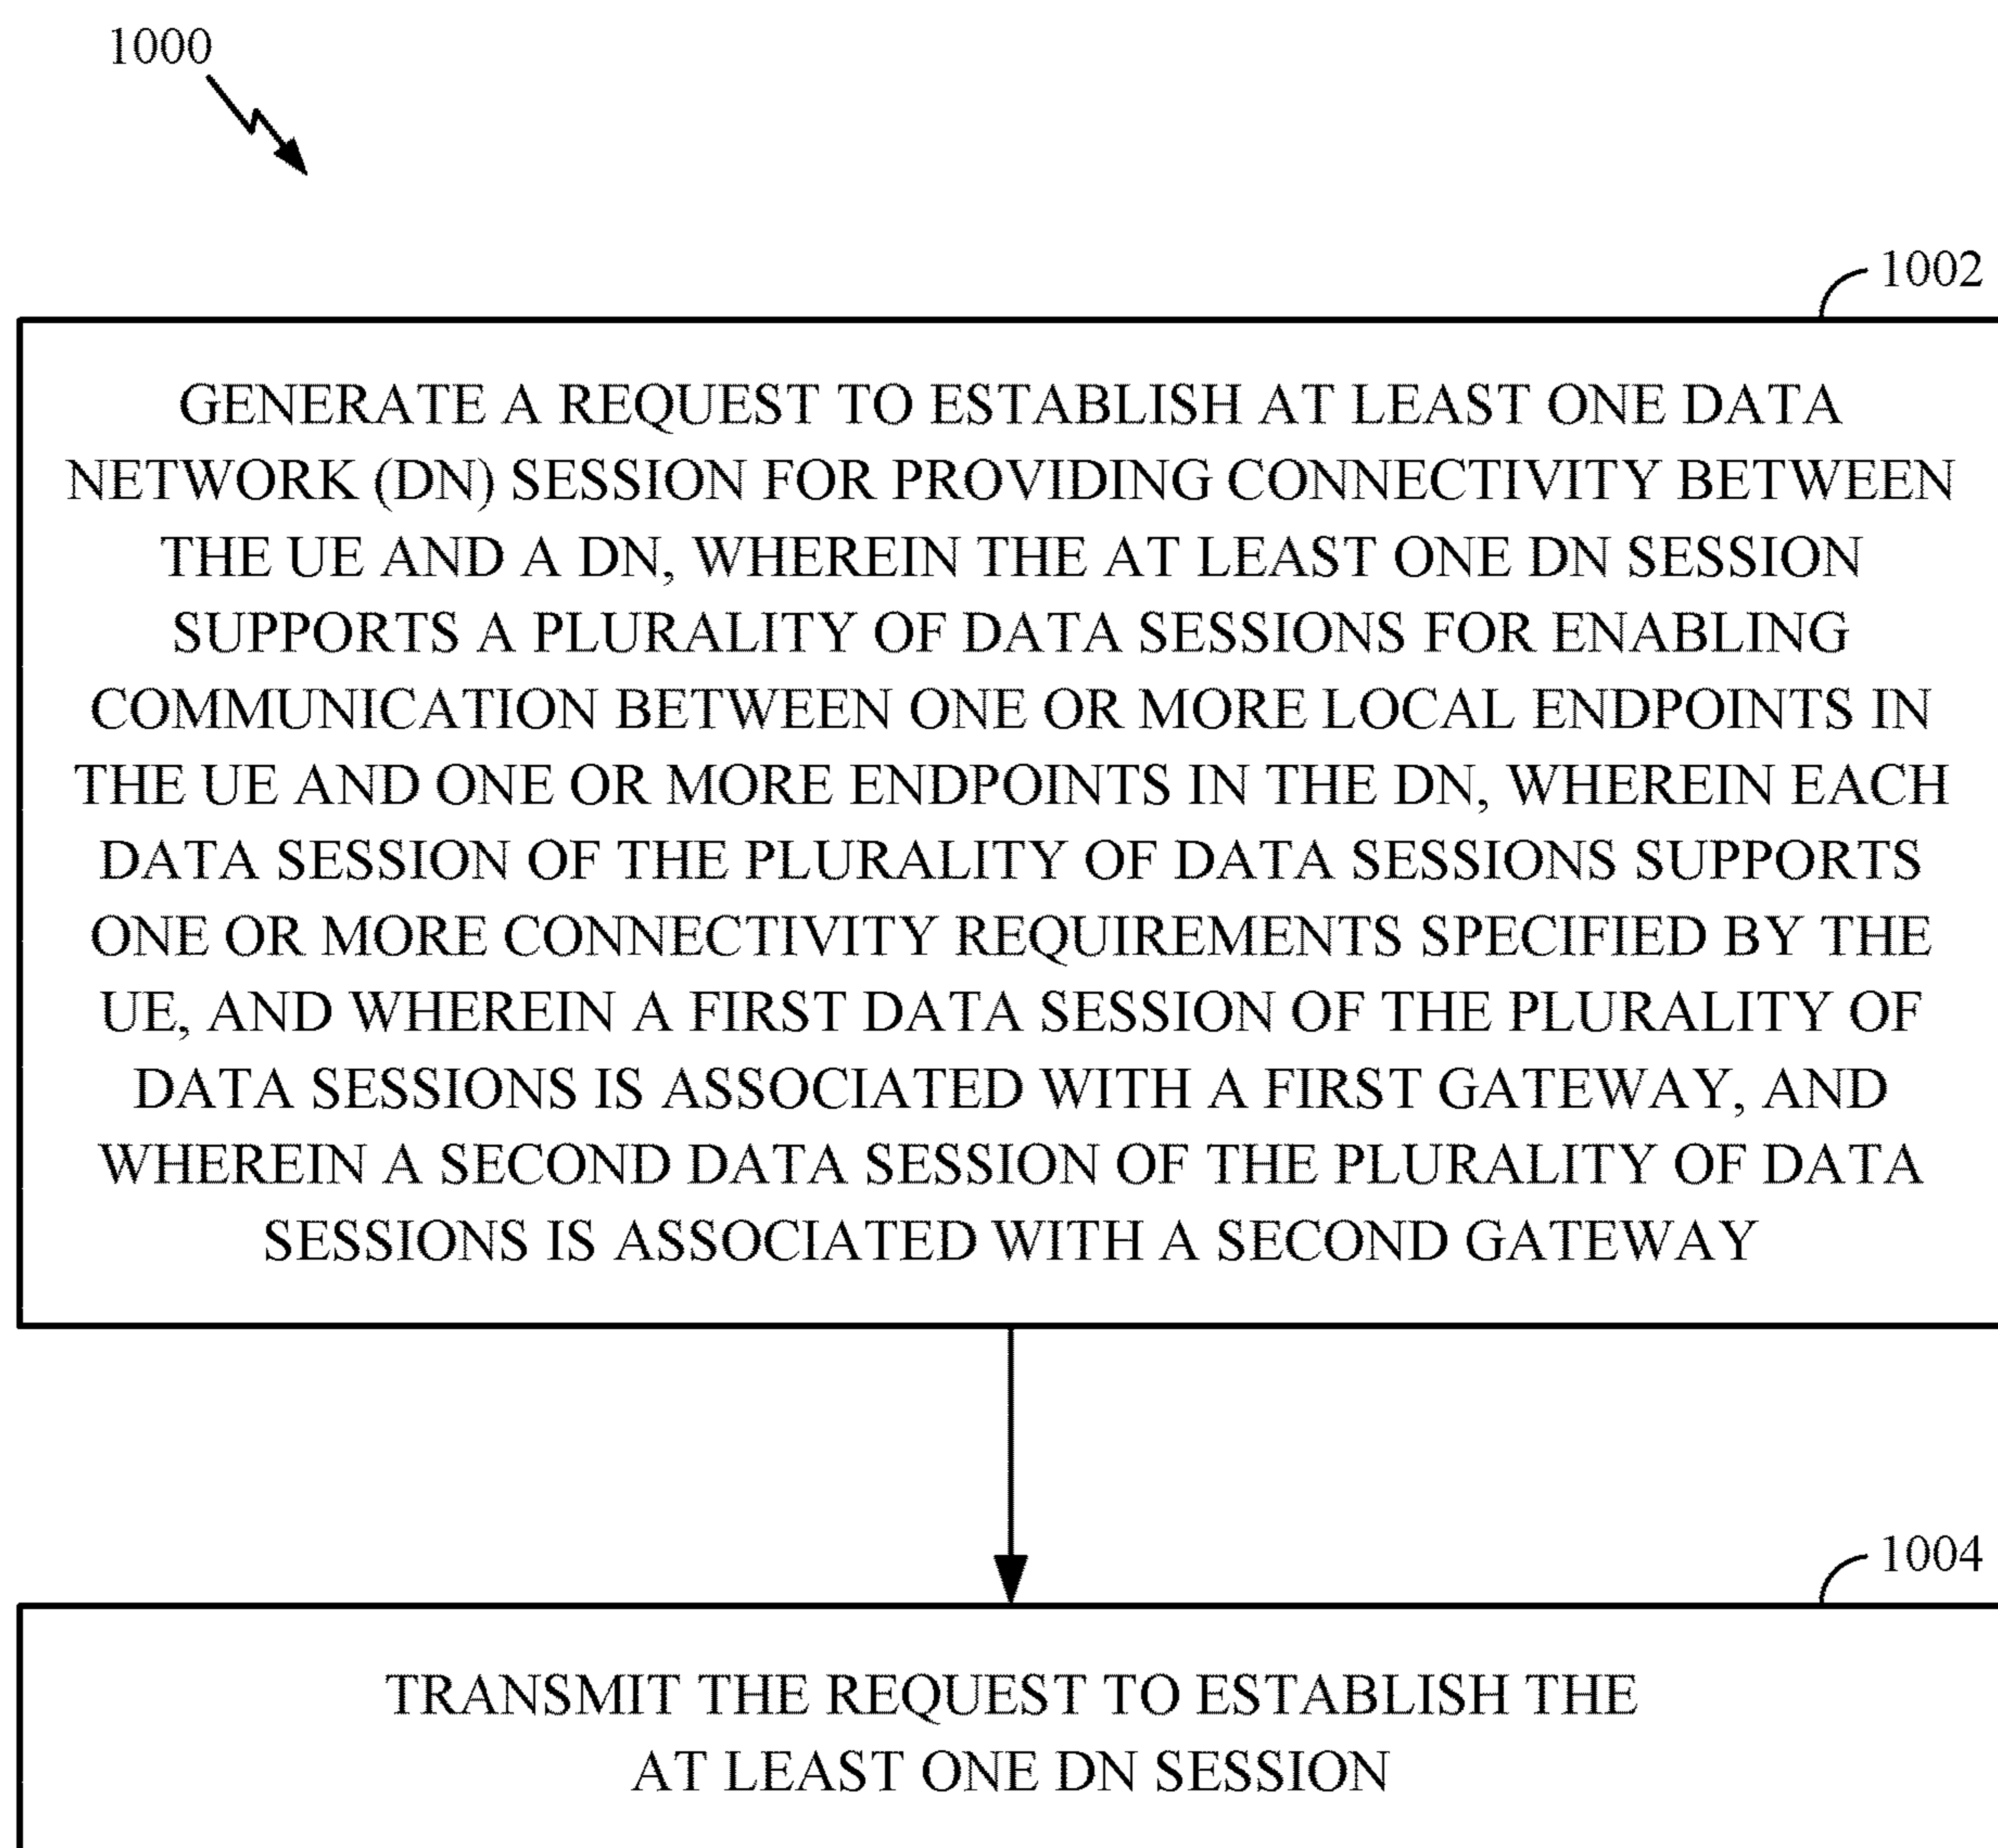 1000
1002
GENERATE A REQUEST TO ESTABLISH AT LEAST ONE DATA
NETWORK (DN) SESSION FOR PROVIDING CONNECTIVITY BETWEEN
THE UE AND A DN, WHEREIN THE AT LEAST ONE DN SESSION
SUPPORTS A PLURALITY OF DATA SESSIONS FOR ENABLING
COMMUNICATION BETWEEN ONE OR MORE LOCAL ENDPOINTS IN
THE UE AND ONE OR MORE ENDPOINTS IN THE DN, WHEREIN EACH
DATA SESSION OF THE PLURALITY OF DATA SESSIONS SUPPORTS
ONE OR MORE CONNECTIVITY REQUIREMENTS SPECIFIED BY THE
UE, AND WHEREIN A FIRST DATA SESSION OF THE PLURALITY OF
DATA SESSIONS IS ASSOCIATED WITH A FIRST GATEWAY, AND
WHEREIN A SECOND DATA SESSION OF THE PLURALITY OF DATA
SESSIONS IS ASSOCIATED WITH A SECOND GATEWAY
1004
TRANSMIT THE REQUEST TO ESTABLISH THE
AT LEAST ONE DN SESSION